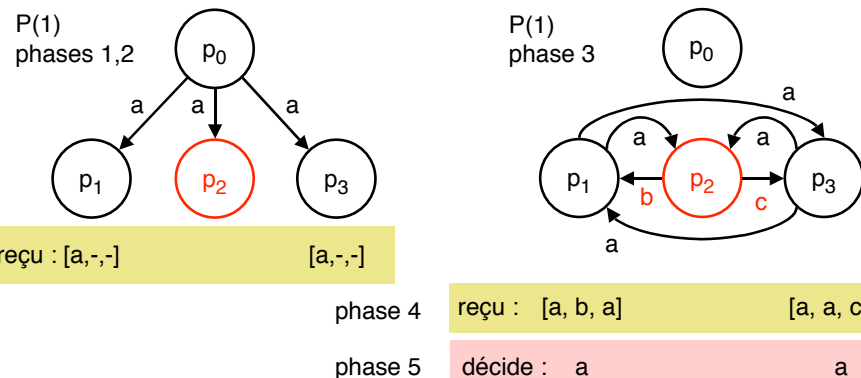 P(1)
phases 1,2
p0
a
a
a
p1
p2
p3
reçu : [a,-,-]
[a,-,-]
P(1)
phase 3
p0
a
a
a
p1
p2
p3
b
c
a
phase 4
reçu : [a, b, a]
[a, a, c
phase 5
décide : a
a